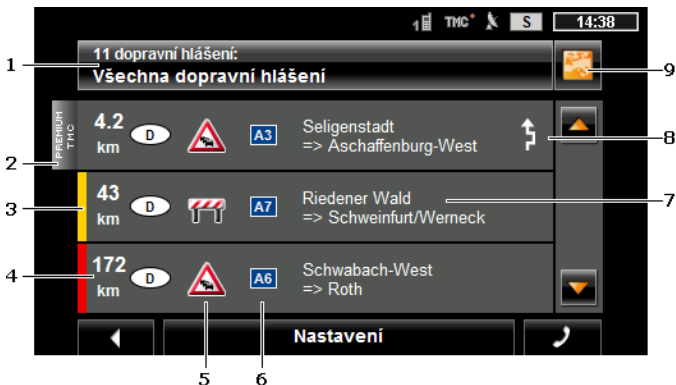 1 TMC S 14:38
1 11 dopravní hlášení:
Všechna dopravní hlášení 9
PREMIUM
TMC
2
4.2
km D A3 Seligenstadt
=> Aschaffenburg-West 8
3 43
km D A7 Riedener Wald
=> Schweinfurt/Werneck 7
4 172
km D A6 Schwabach-West
=> Roth
Nastavení
5 6